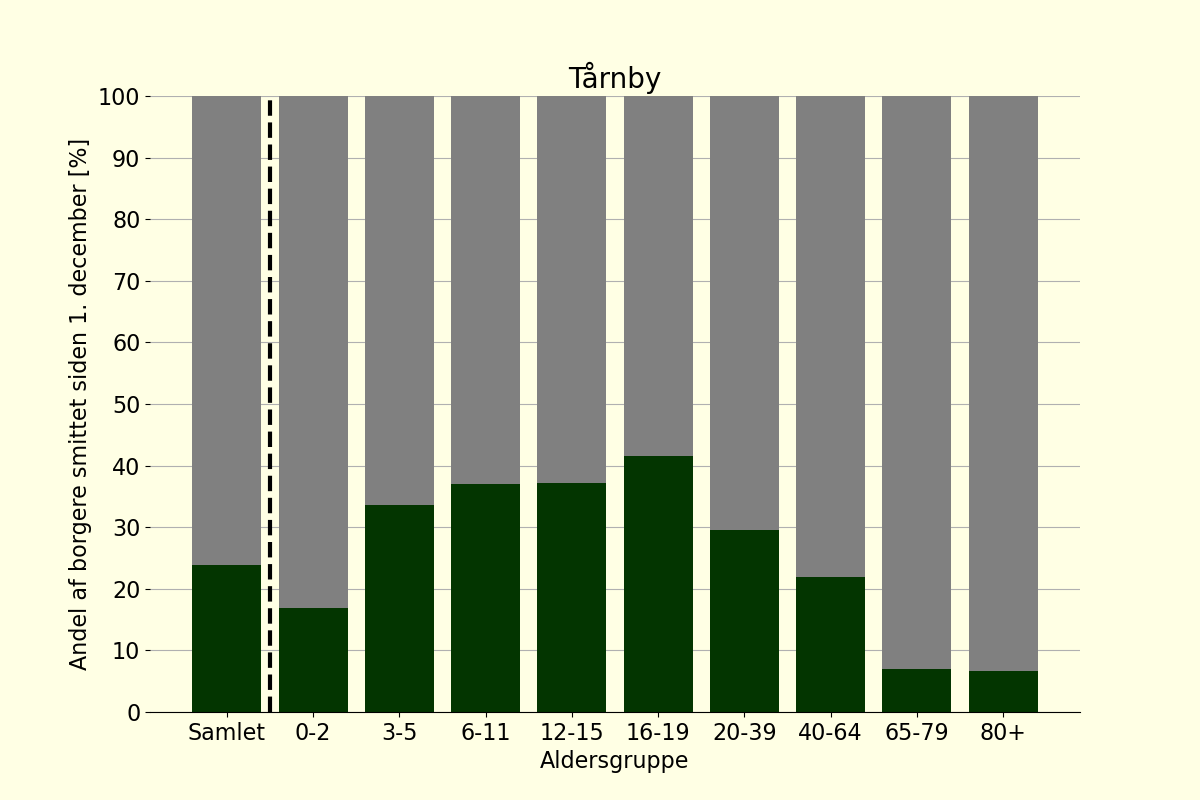 Tårnby
Andel af borgere smittet siden 1. december [%]
100
90
80
70
60
50
40
30
20
10
0
Samlet 0-2 3-5 6-11 12-15 16-19 20-39 40-64 65-79 80+
Aldersgruppe